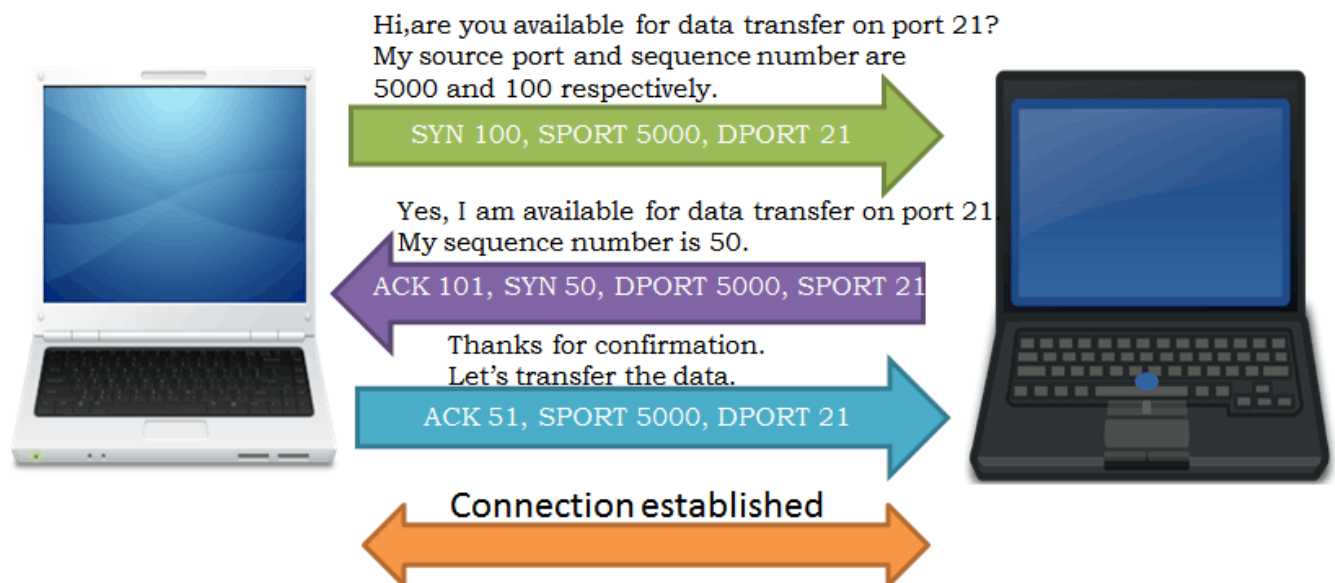 Hi,are you available for data transfer on port 21?
My source port and sequence number are
5000 and 100 respectively.
SYN 100, SPORT 5000, DPORT 21
Yes, I am available for data transfer on port 21.
My sequence number is 50.
ACK 101, SYN 50, DPORT 5000, SPORT 21
Thanks for confirmation.
Let's transfer the data.
ACK 51, SPORT 5000, DPORT 21
Connection established